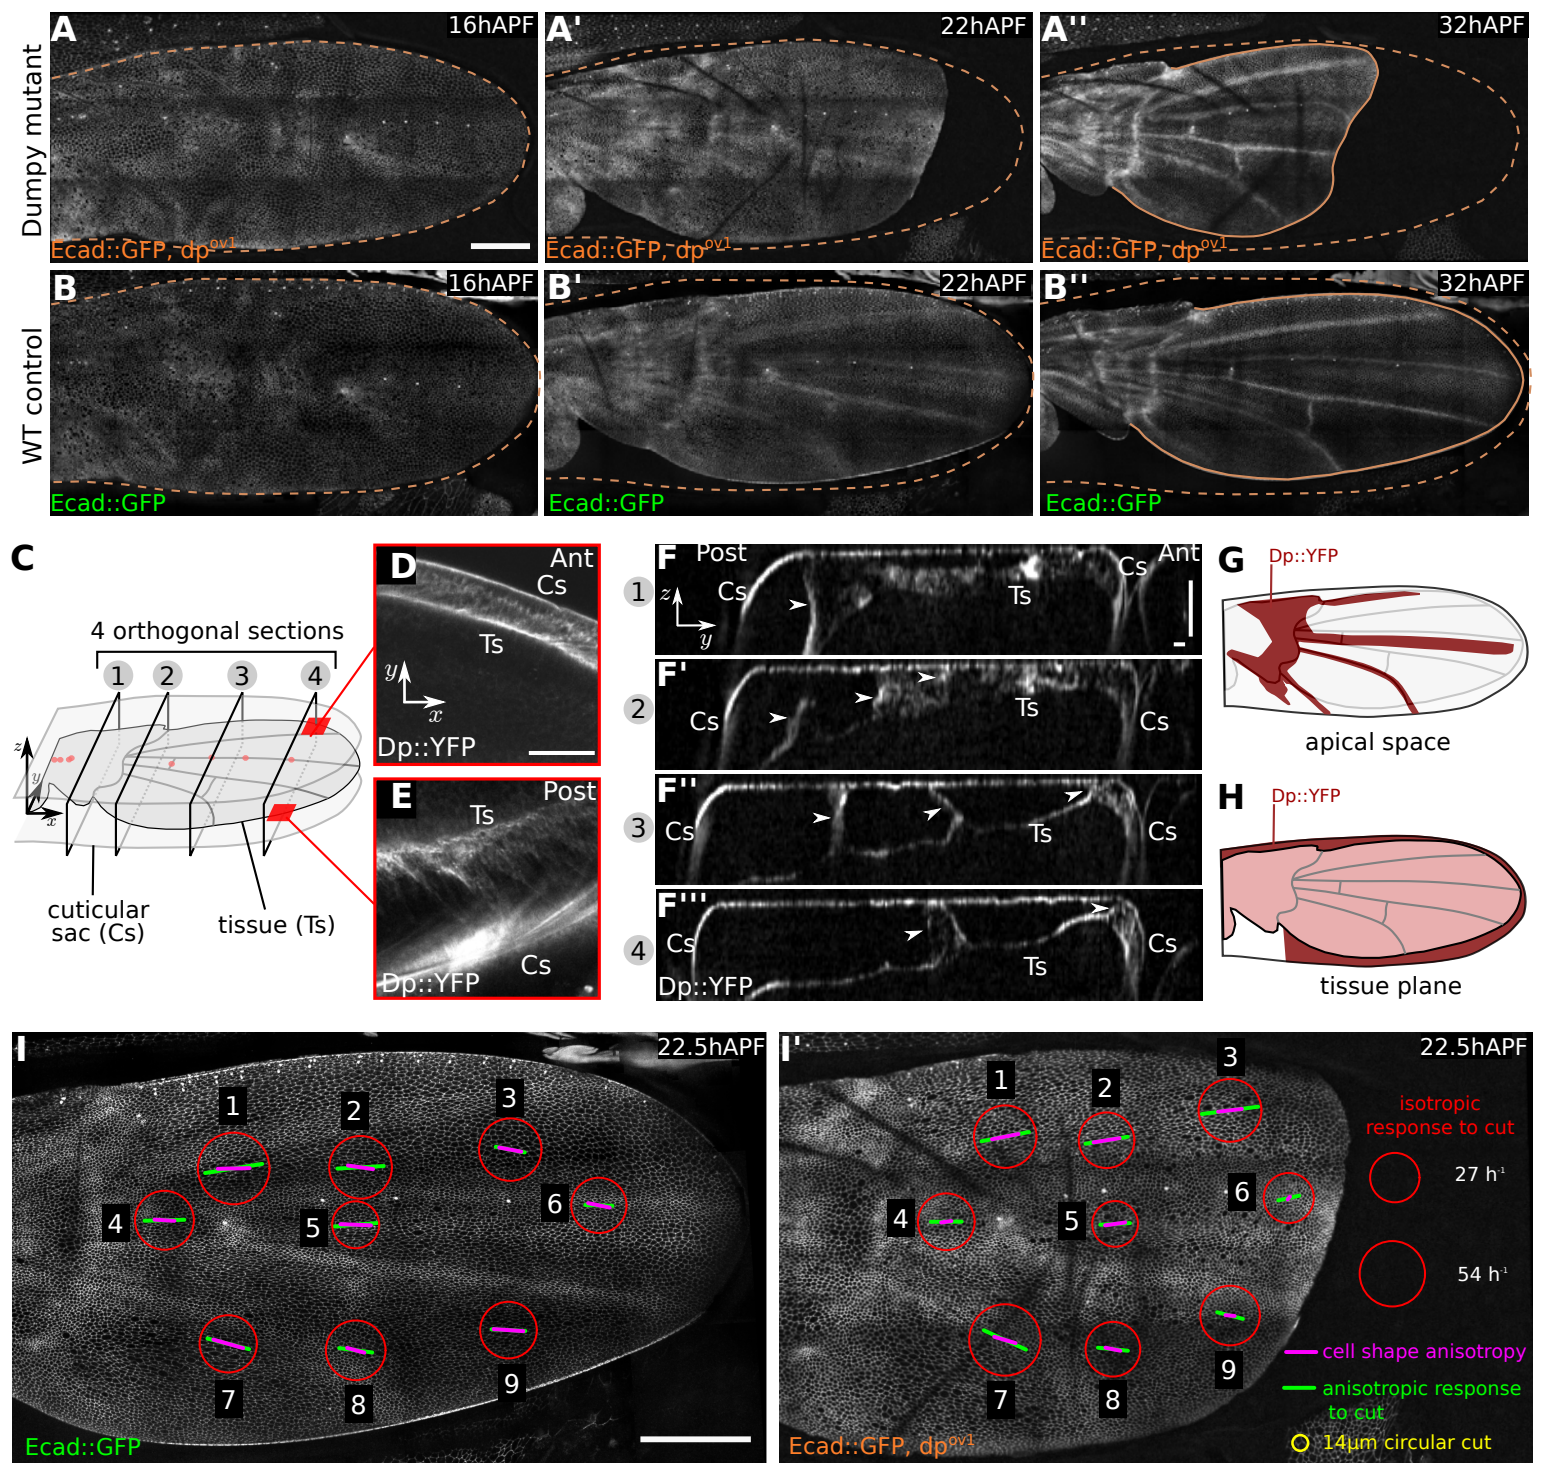 Dumpy mutant
A
16hAPF
Ecad::GFP, dp^ov1
A'
22hAPF
Ecad::GFP, dp^ov1
A''
32hAPF
Ecad::GFP, dp^ov1
WT control
B
16hAPF
Ecad::GFP
B'
22hAPF
Ecad::GFP
B''
32hAPF
Ecad::GFP
C
4 orthogonal sections
1 2 3 4
z
y
x
cuticular
sac (Cs)
tissue (Ts)
D
Ant
Cs
Ts
y
x
Dp::YFP
E
Post
Ts
Cs
Dp::YFP
1
F
Post
Ant
Cs
Cs
z
y
Ts
2
F'
Cs
Ts
Cs
3
F''
Cs
Ts
Cs
4
F'''
Cs
Ts
Cs
Dp::YFP
G
Dp::YFP
apical space
H
Dp::YFP
tissue plane
I
22.5hAPF
1
2
3
4
5
6
7
8
9
Ecad::GFP
I'
22.5hAPF
1
2
3
4
5
6
7
8
9
Ecad::GFP, dp^ov1
isotropic
response to cut
27 h⁻¹
54 h⁻¹
cell shape anisotropy
anisotropic response
to cut
14µm circular cut